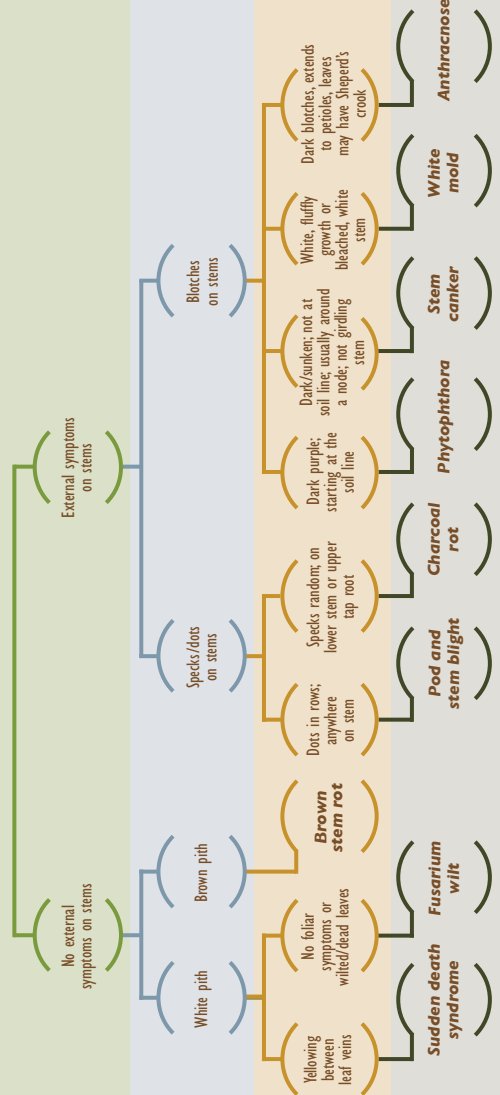 No external
symptoms on stems
External symptoms
on stems
White pith
Brown pith
Specks/dots
on stems
Blotches
on stems
Yellowing
between
leaf veins
No foliar
symptoms or
wilted/dead leaves
Brown
stem rot
Dots in rows;
anywhere
on stem
Specks random; on
lower stem or upper
tap root
Dark purple;
starting at the
soil line
Dark/sunken; not at
soil line; usually around
a node; not girdling
stem
White, fluffly
growth or
bleached, white
stem
Dark blotches, extends
to petioles, leaves
may have Sheperd's
crook
Sudden death
syndrome
Fusarium
wilt
Pod and
stem blight
Charcoal
rot
Phytophthora
Stem
canker
White
mold
Anthracnose